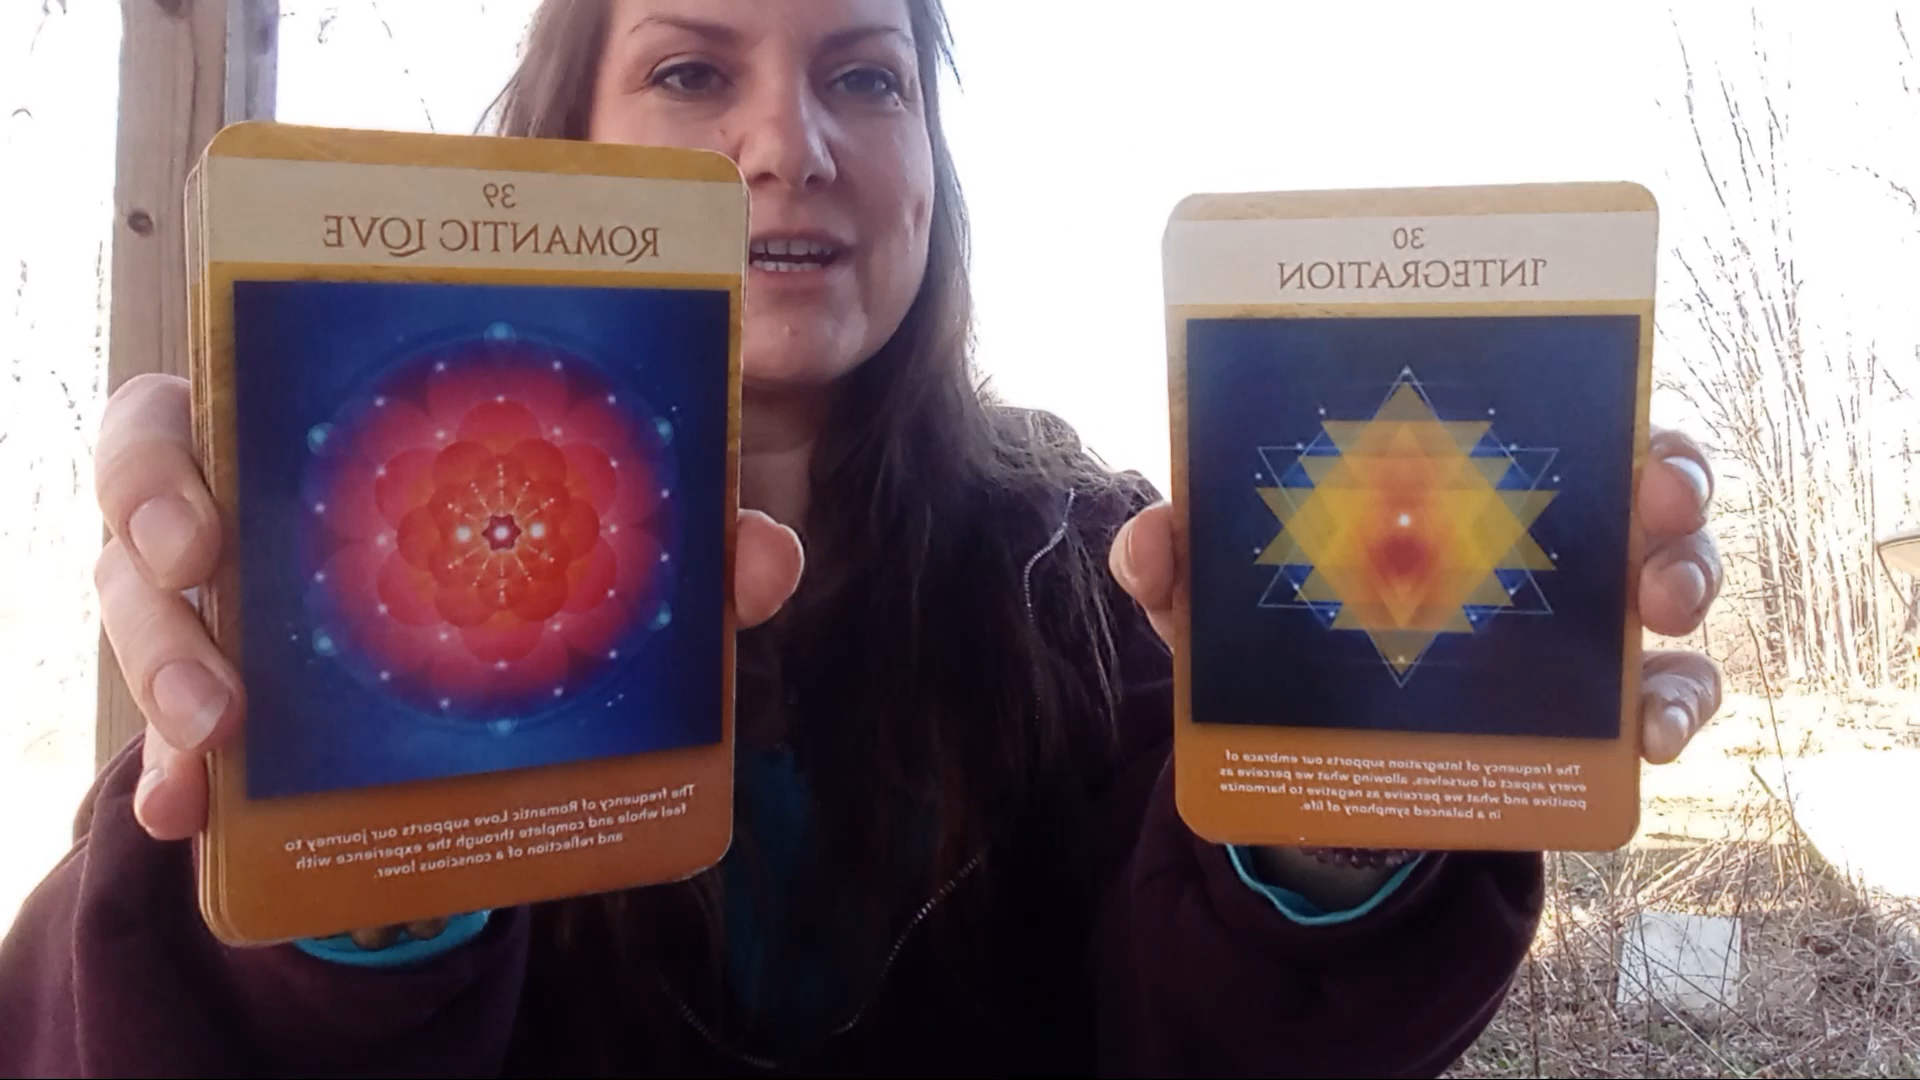 39
ROMANTIC LOVE
The frequency of Romantic Love supports our journey to
feel whole and complete through the experience with
and reflection of a conscious lover.
30
INTEGRATION
The frequency of Integration supports our embrace of
every aspect of ourselves, allowing what we perceive as
positive and what we perceive as negative to harmonize
in a balanced symphony of life.